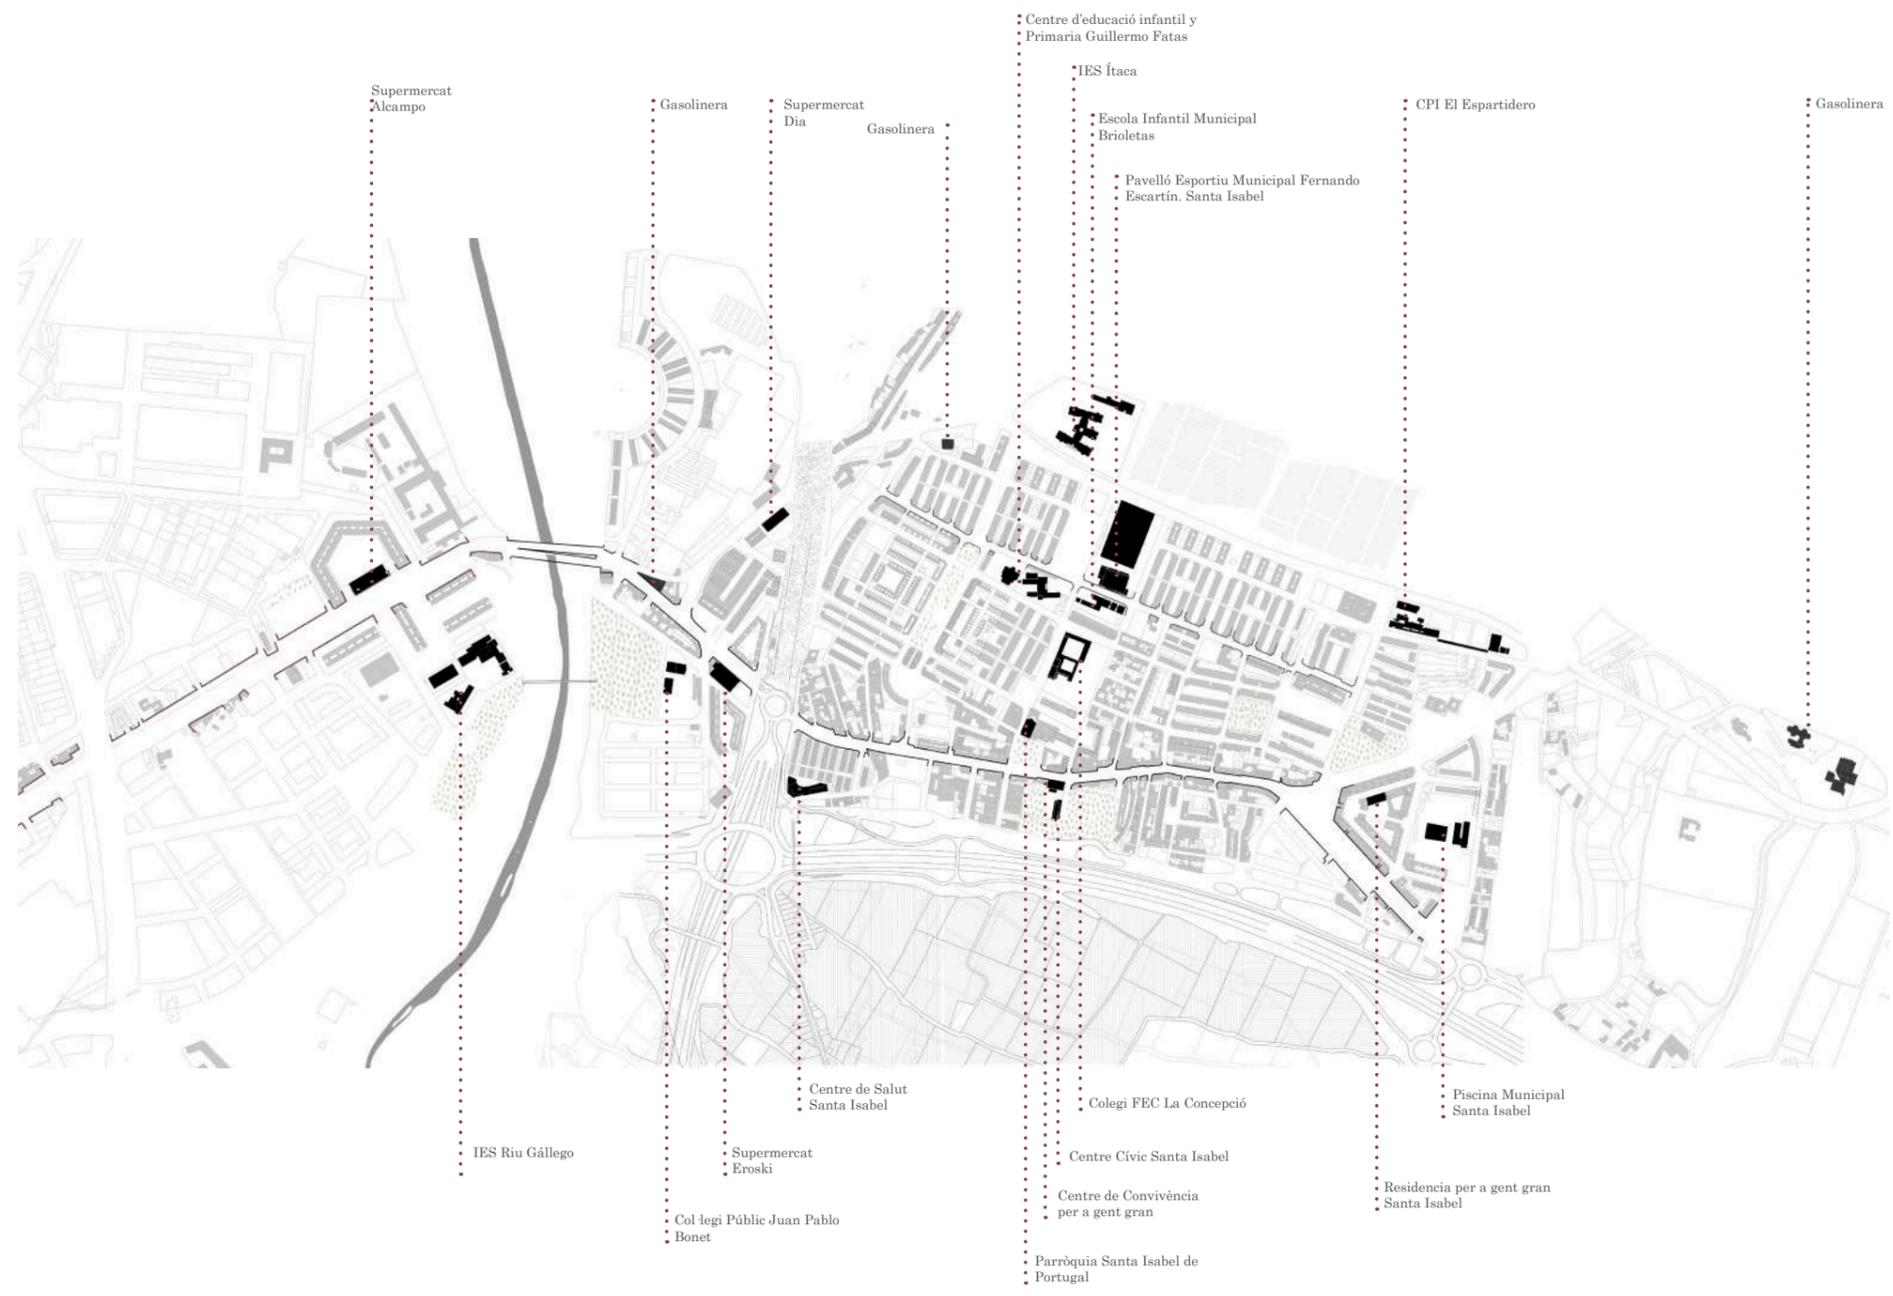 Centre d'educació infantil y
Primaria Guillermo Fatas
IES Ítaca
Supermercat
Alcampo
Gasolinera
Supermercat
Dia
Gasolinera
Escola Infantil Municipal
Brioletas
CPI El Espartidero
Gasolinera
Pavelló Esportiu Municipal Fernando
Escartín. Santa Isabel
Centre de Salut
Santa Isabel
Colegi FEC La Concepció
Piscina Municipal
Santa Isabel
IES Riu Gállego
Supermercat
Eroski
Centre Cívic Santa Isabel
Centre de Convivència
per a gent gran
Residencia per a gent gran
Santa Isabel
Col·legi Públic Juan Pablo
Bonet
Parròquia Santa Isabel de
Portugal